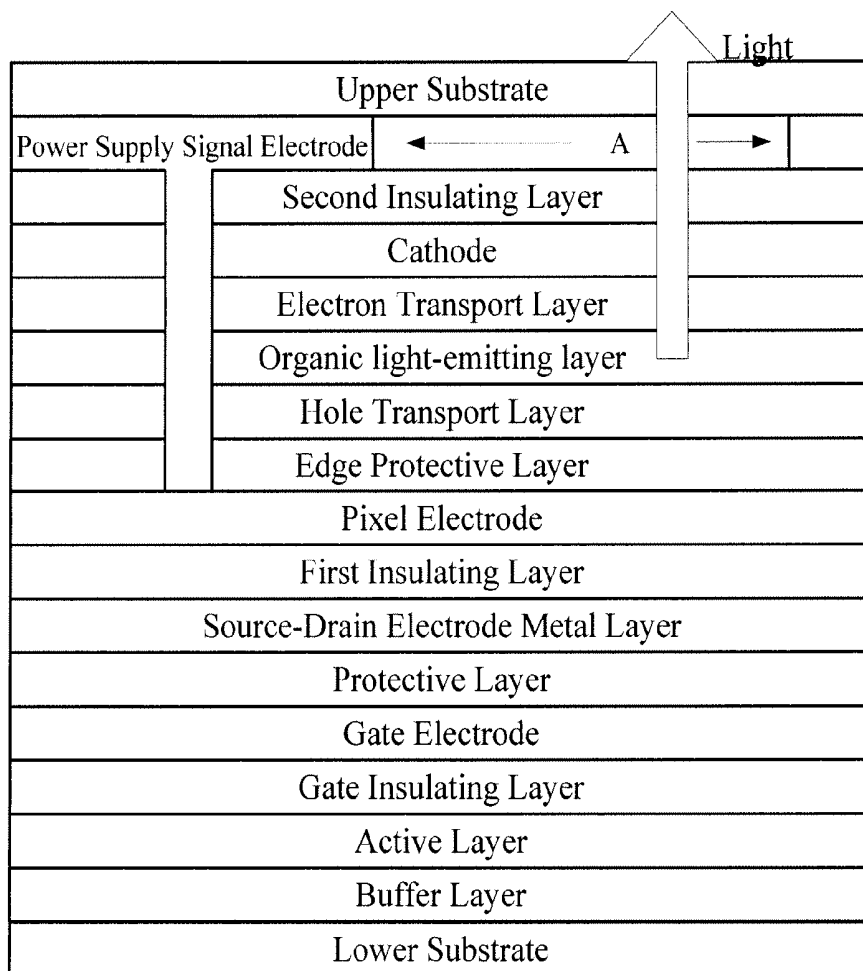 Light
Upper Substrate
Power Supply Signal Electrode
A
Second Insulating Layer
Cathode
Electron Transport Layer
Organic light-emitting layer
Hole Transport Layer
Edge Protective Layer
Pixel Electrode
First Insulating Layer
Source-Drain Electrode Metal Layer
Protective Layer
Gate Electrode
Gate Insulating Layer
Active Layer
Buffer Layer
Lower Substrate